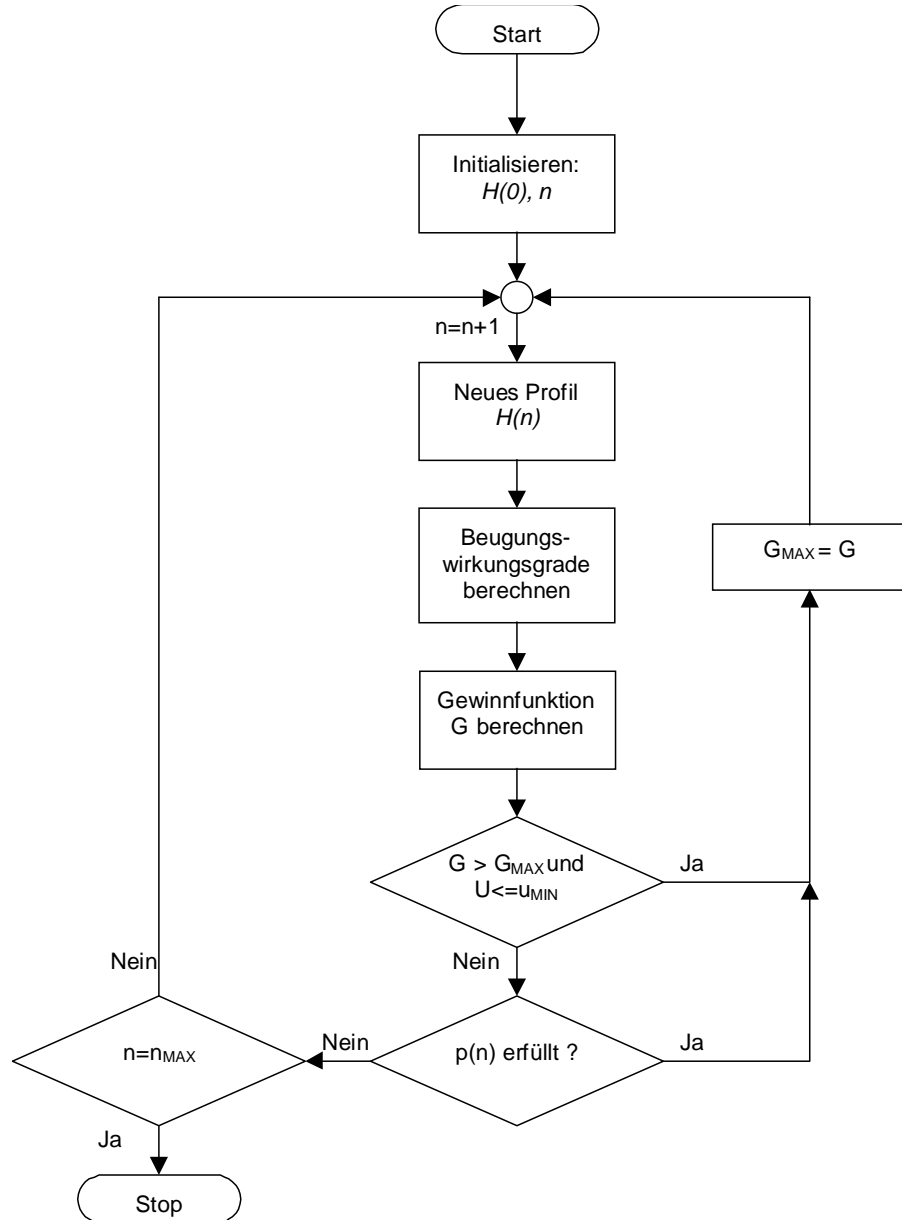 Start
Initialisieren:
H(0), n
n=n+1
Neues Profil
H(n)
Beugungs-
wirkungsgrade
berechnen
GMAX = G
Gewinnfunktion
G berechnen
G > GMAX und
U<=uMIN
Ja
Nein
Nein
n=nMAX
Nein
p(n) erfüllt ?
Ja
Ja
Stop